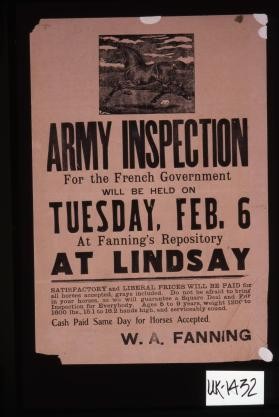 ARMY INSPECTION
For the French Government
WILL BE HELD ON
TUESDAY, FEB. 6
At Fanning's Repository
AT LINDSAY
SATISFACTORY and LIBERAL PRICES WILL BE PAID for
all horses accepted, grays included. Do not be afraid to bring
in your horses, as we will guarantee a Square Deal and Fair
Inspection for Everybody. Ages 5 to 9 years, weight 1200 to
1600 lbs., 15.1 to 16.2 hands high, and serviceably sound.
Cash Paid Same Day for Horses Accepted.
W. A. FANNING
UK-1432